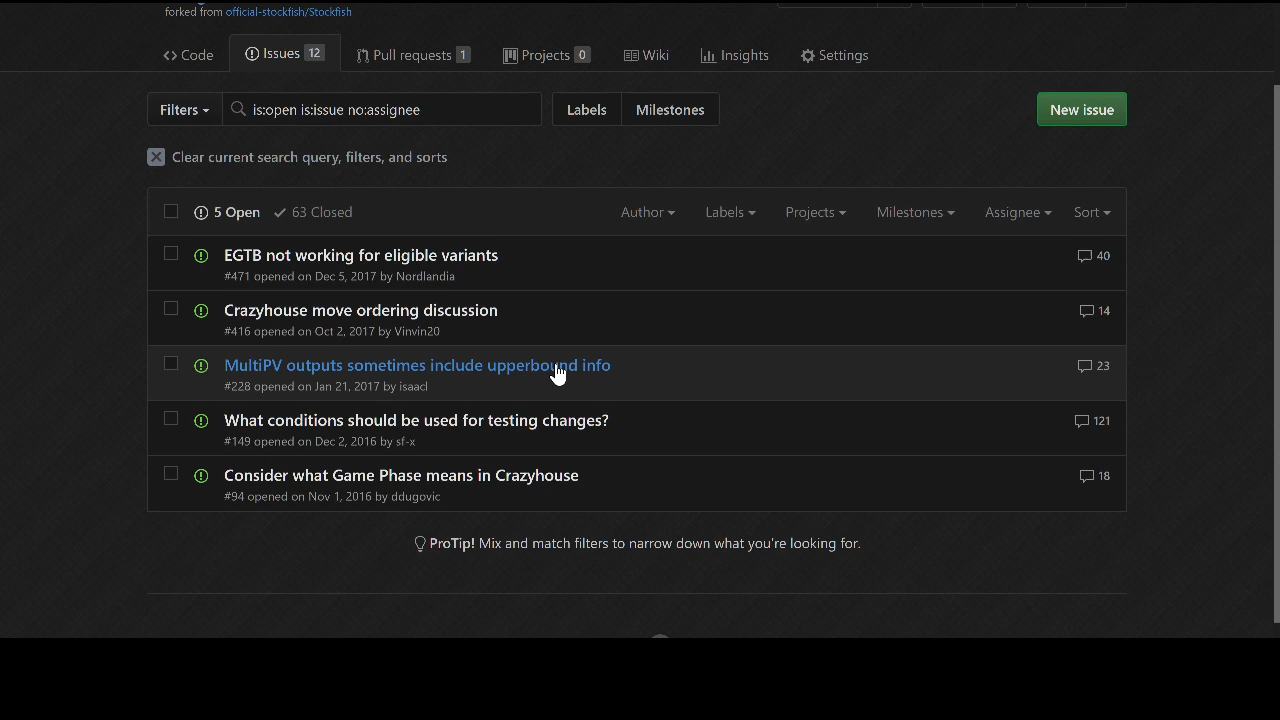 forked from official-stockfish/Stockfish
Code Issues 12 Pull requests 1 Projects 0 Wiki Insights Settings
Filters is:open is:issue no:assignee Labels Milestones New issue
Clear current search query, filters, and sorts
5 Open 63 Closed Author Labels Projects Milestones Assignee Sort
EGTB not working for eligible variants 40
#471 opened on Dec 5, 2017 by Nordlandia
Crazyhouse move ordering discussion 14
#416 opened on Oct 2, 2017 by Vinvin20
MultiPV outputs sometimes include upperbound info 23
#228 opened on Jan 21, 2017 by isaacl
What conditions should be used for testing changes? 121
#149 opened on Dec 2, 2016 by sf-x
Consider what Game Phase means in Crazyhouse 18
#94 opened on Nov 1, 2016 by ddugovic
ProTip! Mix and match filters to narrow down what you're looking for.